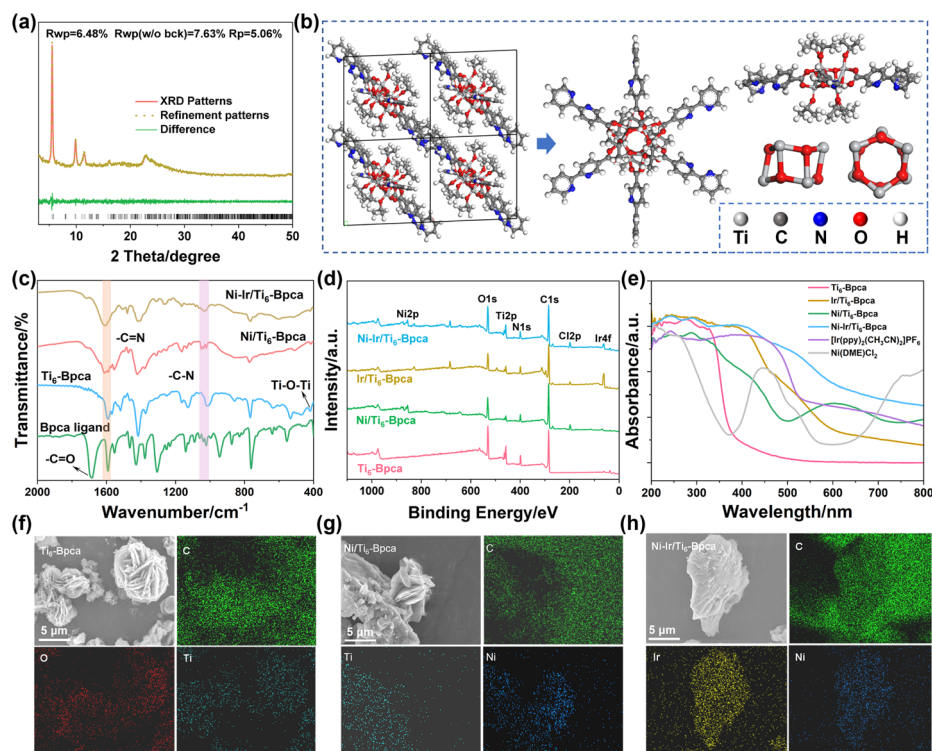 (a)
Rwp=6.48% Rwp(w/o bck)=7.63% Rp=5.06%
XRD Patterns
Refinement patterns
Difference
0 10 20 30 40 50
2 Theta/degree
(b)
Ti C N O H
(c)
Transmittance/%
Ni-Ir/Ti₆-Bpca
-C=N
Ni/Ti₆-Bpca
-C-N
Ti₆-Bpca
Ti-O-Ti
Bpca ligand
-C=O
2000 1600 1200 800 400
Wavenumber/cm⁻¹
(d)
Intensity/a.u.
O1s
C1s
Ni2p
Ti2p
N1s
Cl2p
Ir4f
Ni-Ir/Ti₆-Bpca
Ir/Ti₆-Bpca
Ni/Ti₆-Bpca
Ti₆-Bpca
1000 800 600 400 200 0
Binding Energy/eV
(e)
Absorbance/a.u.
Ti₆-Bpca
Ir/Ti₆-Bpca
Ni/Ti₆-Bpca
Ni-Ir/Ti₆-Bpca
[Ir(ppy)₂(CH₃CN)₂]PF₆
Ni(DME)Cl₂
200 300 400 500 600 700 800
Wavelength/nm
(f)
Ti₆-Bpca
5 μm
C
O
Ti
(g)
Ni/Ti₆-Bpca
5 μm
C
Ti
Ni
(h)
Ni-Ir/Ti₆-Bpca
5 μm
C
Ir
Ni